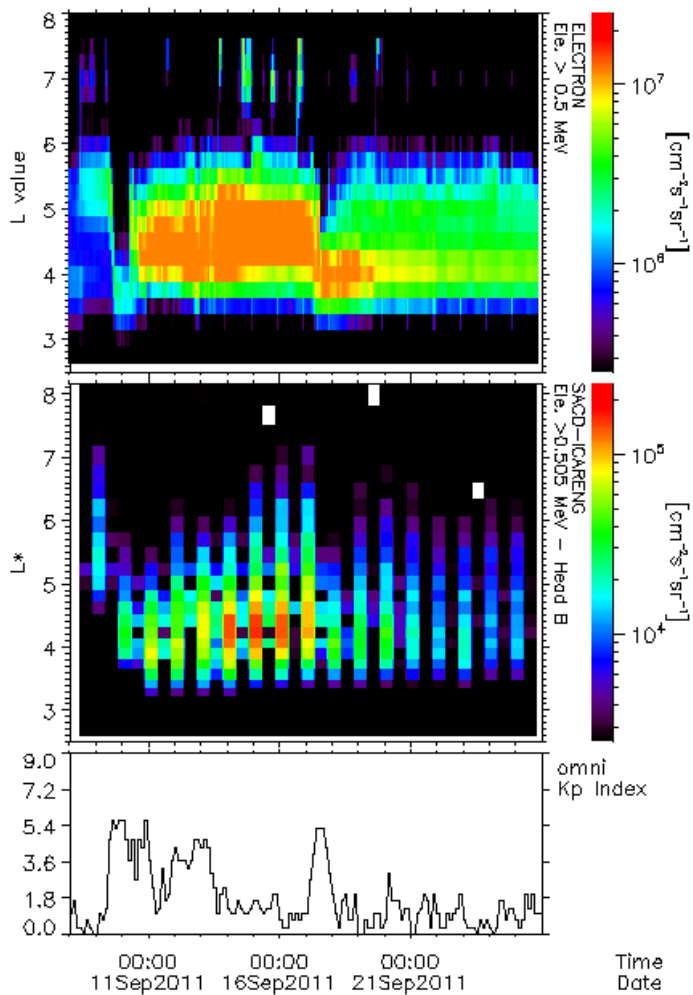 8
7
6
5
4
3
L value
ELECTRON
Ele. > 0.5 MeV
10⁷
10⁶
[cm⁻²s⁻¹sr⁻¹]
8
7
6
5
4
3
L*
SACD-ICARENG
Ele. >0.505 MeV - Head B
10⁵
10⁴
[cm⁻²s⁻¹sr⁻¹]
9.0
7.2
5.4
3.6
1.8
0.0
omni
Kp Index
00:00 00:00 00:00 Time
11Sep2011 16Sep2011 21Sep2011 Date